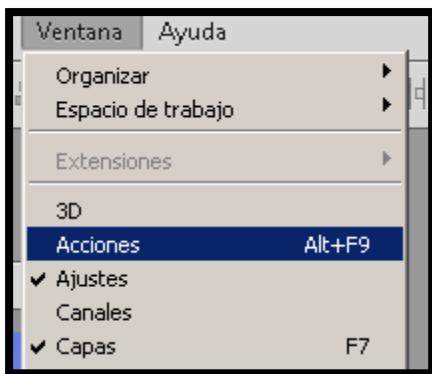 Ventana Ayuda
Organizar
Espacio de trabajo
Extensiones
3D
Acciones Alt+F9
Ajustes
Canales
Capas F7